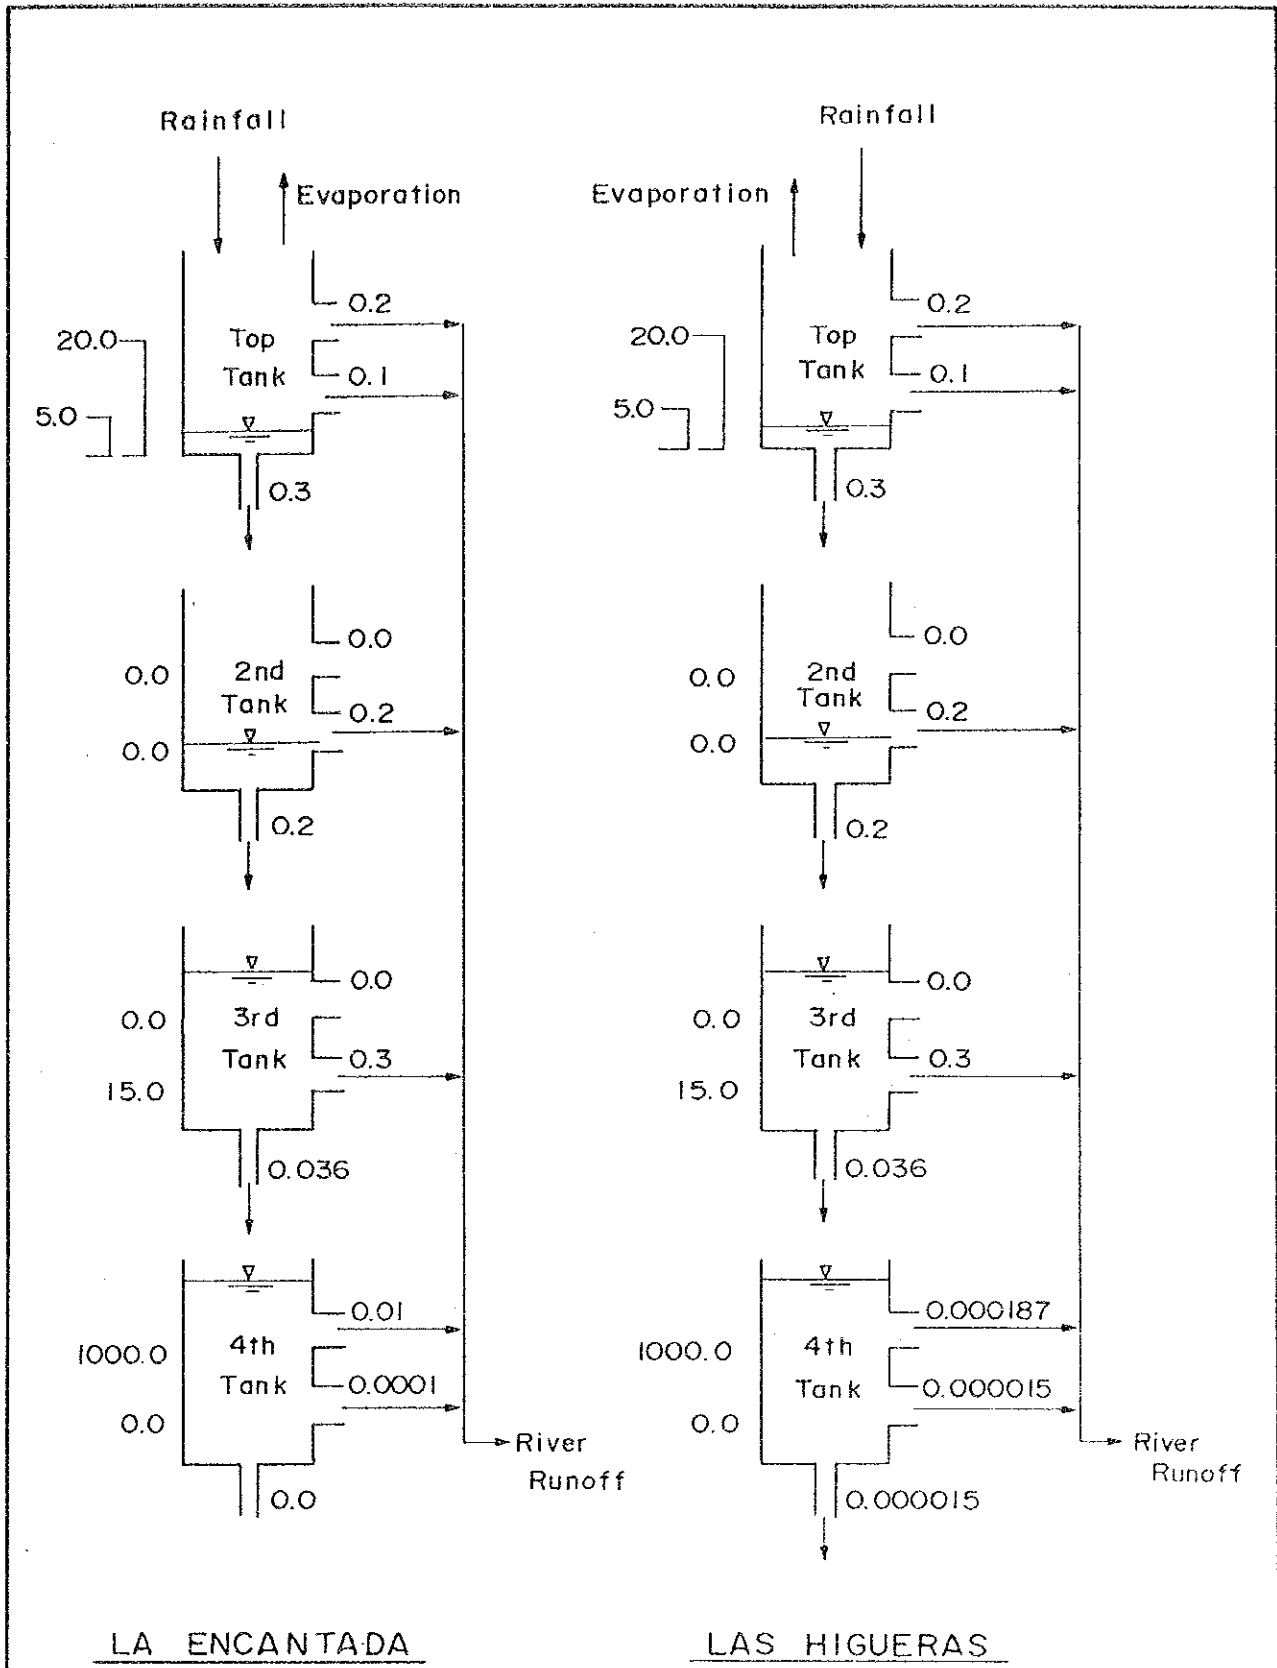 Rainfall
Evaporation
0.2
20.0
Top
Tank
0.1
5.0
0.3
0.0
0.0
2nd
Tank
0.2
0.0
0.2
0.0
0.0
3rd
Tank
0.3
15.0
0.036
0.01
1000.0
4th
Tank
0.0001
0.0
River
Runoff
0.0
LA ENCANTADA
Rainfall
Evaporation
0.2
20.0
Top
Tank
0.1
5.0
0.3
0.0
0.0
2nd
Tank
0.2
0.0
0.2
0.0
0.0
3rd
Tank
0.3
15.0
0.036
0.000187
1000.0
4th
Tank
0.000015
0.0
River
Runoff
0.000015
LAS HIGUERAS